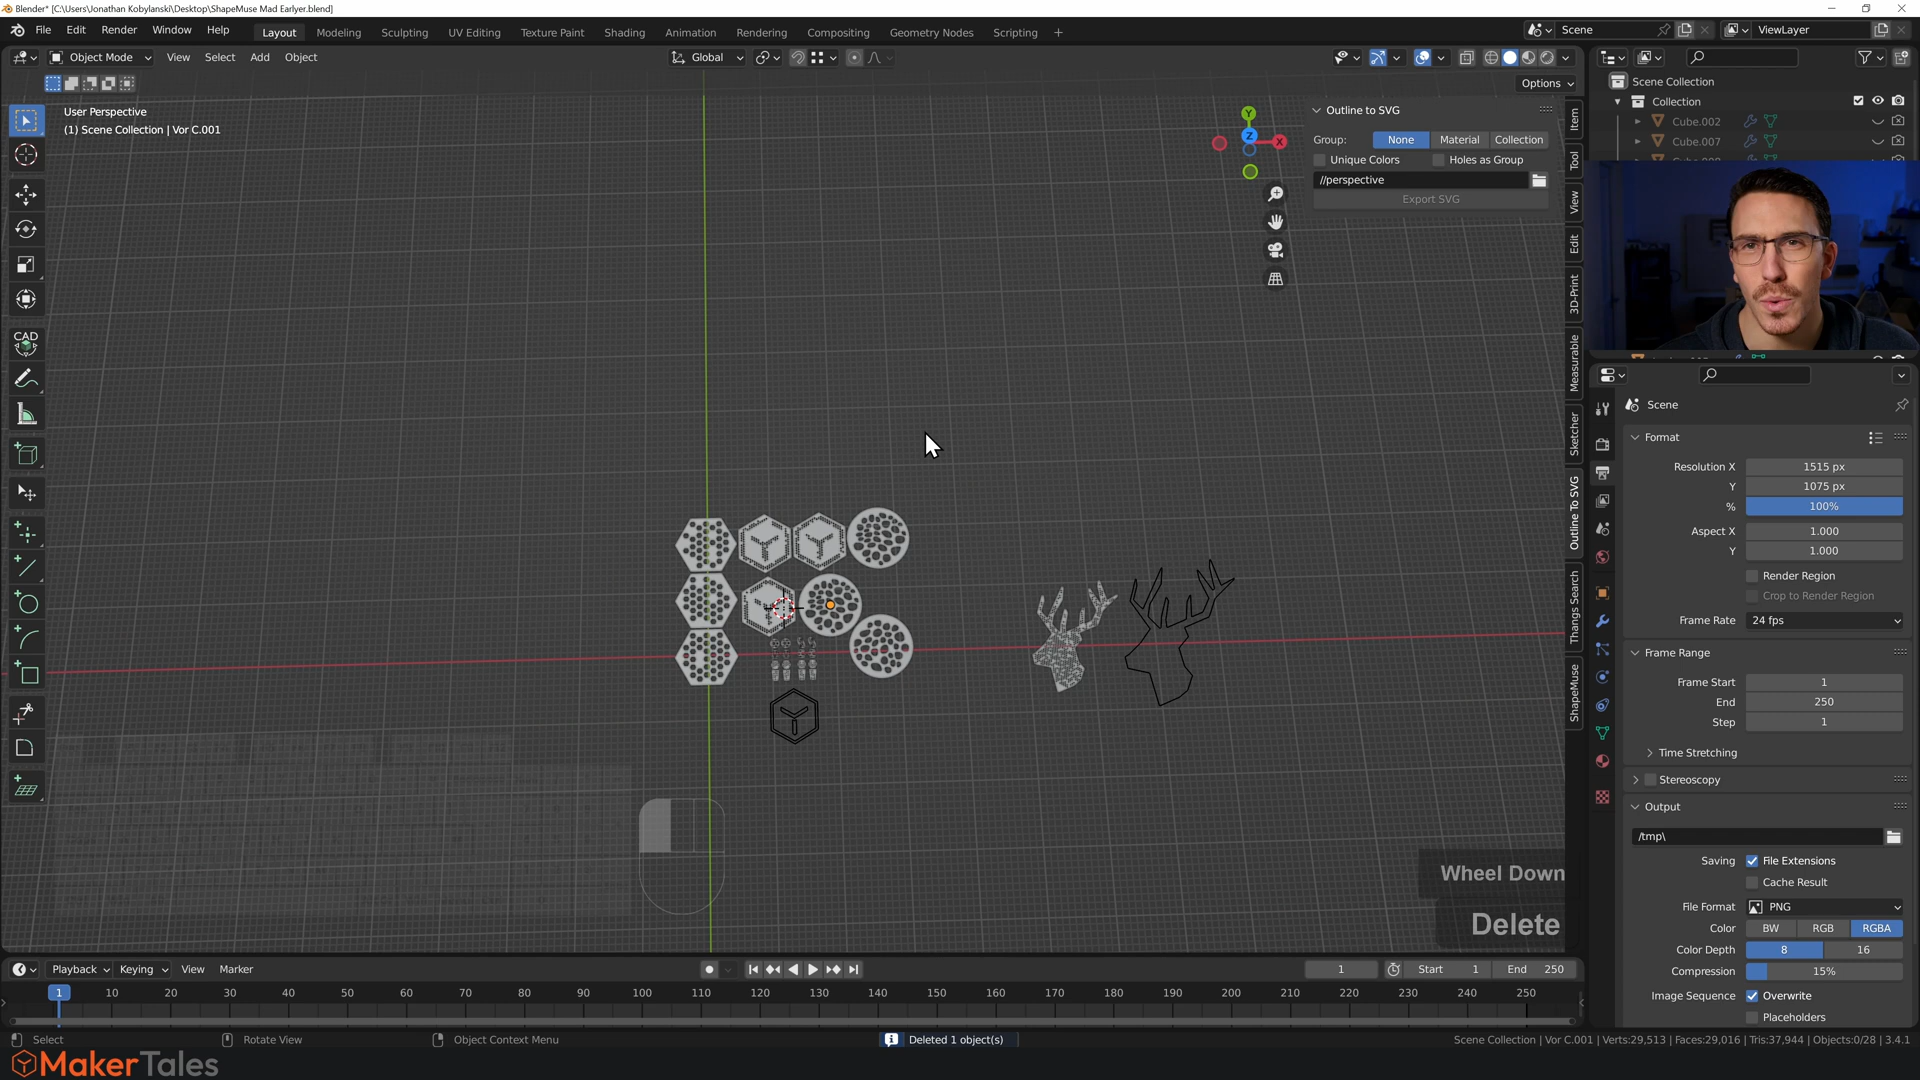 Blender* [C:\Users\Jonathan Kobylanski\Desktop\ShapeMuse Mad Earlyer.blend]
File Edit Render Window Help Layout Modeling Sculpting UV Editing Texture Paint Shading Animation Rendering Compositing Geometry Nodes Scripting + Scene ViewLayer
Object Mode View Select Add Object Global
Options
User Perspective
(1) Scene Collection | Vor C.001
Y
Z
X
Outline to SVG
Group: None Material Collection
Unique Colors Holes as Group
//perspective
Export SVG
Item
Tool
View
Edit
3D-Print
Measurable
Sketcher
Outline To SVG
Thangs Search
ShapeMuse
CAD
Scene Collection
Collection
Cube.002
Cube.007
Scene
Format
Resolution X 1515 px
Y 1075 px
% 100%
Aspect X 1.000
Y 1.000
Render Region
Crop to Render Region
Frame Rate 24 fps
Frame Range
Frame Start 1
End 250
Step 1
Time Stretching
Stereoscopy
Output
/tmp\
Saving File Extensions
Cache Result
File Format PNG
Color BW RGB RGBA
Color Depth 8 16
Compression 15%
Image Sequence Overwrite
Placeholders
Wheel Down
Delete
Playback Keying View Marker 1 Start 1 End 250
1 10 20 30 40 50 60 70 80 90 100 110 120 130 140 150 160 170 180 190 200 210 220 230 240 250
Select Rotate View Object Context Menu Deleted 1 object(s) Scene Collection | Vor C.001 | Verts:29,513 | Faces:29,016 | Tris:37,944 | Objects:0/28 | 3.4.1
MakerTales